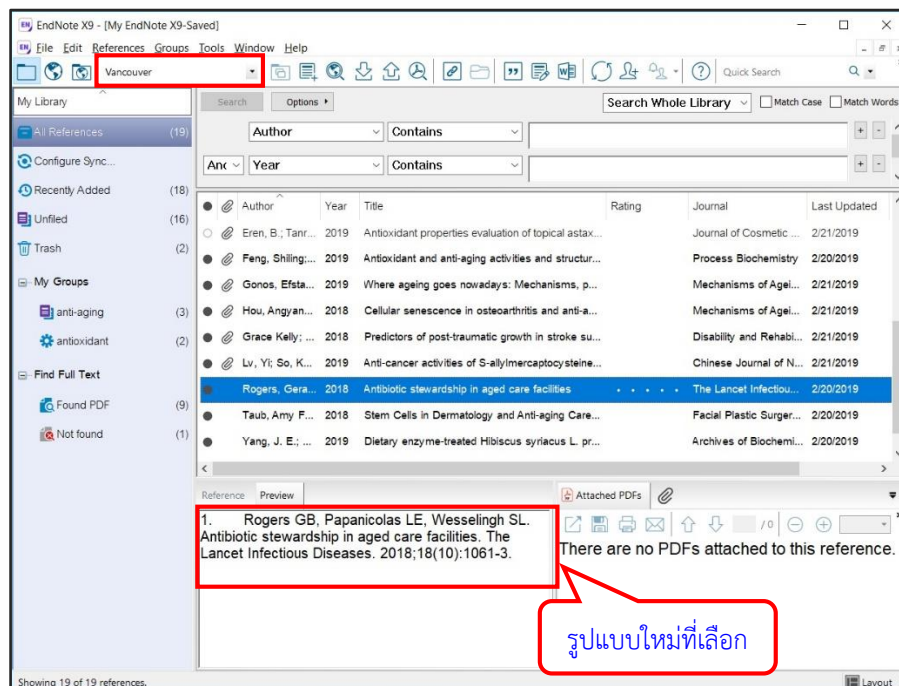 EndNote X9 - [My EndNote X9-Saved]
File Edit References Groups Tools Window Help
Vancouver
Quick Search
My Library
Search Options Search Whole Library Match Case Match Words
All References (19)
Author Contains + -
Configure Sync...
And Year Contains + -
Recently Added (18)
Unfiled (16)
Trash (2)
My Groups
anti-aging (3)
antioxidant (2)
Find Full Text
Found PDF (9)
Not found (1)
Author Year Title Rating Journal Last Updated
Eren, B.; Tanr... 2019 Antioxidant properties evaluation of topical astax... Journal of Cosmetic ... 2/21/2019
Feng, Shiling;... 2019 Antioxidant and anti-aging activities and structur... Process Biochemistry 2/20/2019
Gonos, Efsta... 2019 Where ageing goes nowadays: Mechanisms, p... Mechanisms of Agei... 2/21/2019
Hou, Angyan... 2018 Cellular senescence in osteoarthritis and anti-a... Mechanisms of Agei... 2/21/2019
Grace Kelly; ... 2018 Predictors of post-traumatic growth in stroke su... Disability and Rehabi... 2/21/2019
Lv, Yi; So, K... 2019 Anti-cancer activities of S-allylmercaptocysteine... Chinese Journal of N... 2/21/2019
Rogers, Gera... 2018 Antibiotic stewardship in aged care facilities The Lancet Infectiou... 2/20/2019
Taub, Amy F... 2018 Stem Cells in Dermatology and Anti-aging Care... Facial Plastic Surger... 2/20/2019
Yang, J. E.; ... 2019 Dietary enzyme-treated Hibiscus syriacus L. pr... Archives of Biochemi... 2/20/2019
Reference Preview
Attached PDFs
1. Rogers GB, Papanicolas LE, Wesselingh SL.
Antibiotic stewardship in aged care facilities. The
Lancet Infectious Diseases. 2018;18(10):1061-3.
/ 0
There are no PDFs attached to this reference.
รูปแบบใหม่ที่เลือก
Showing 19 of 19 references.
Layout